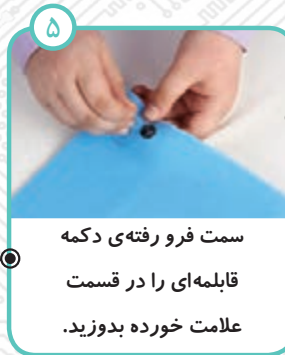 ۵
سمت فرو رفته‌ی دکمه
قابلمه‌ای را در قسمت
علامت خورده بدوزید.